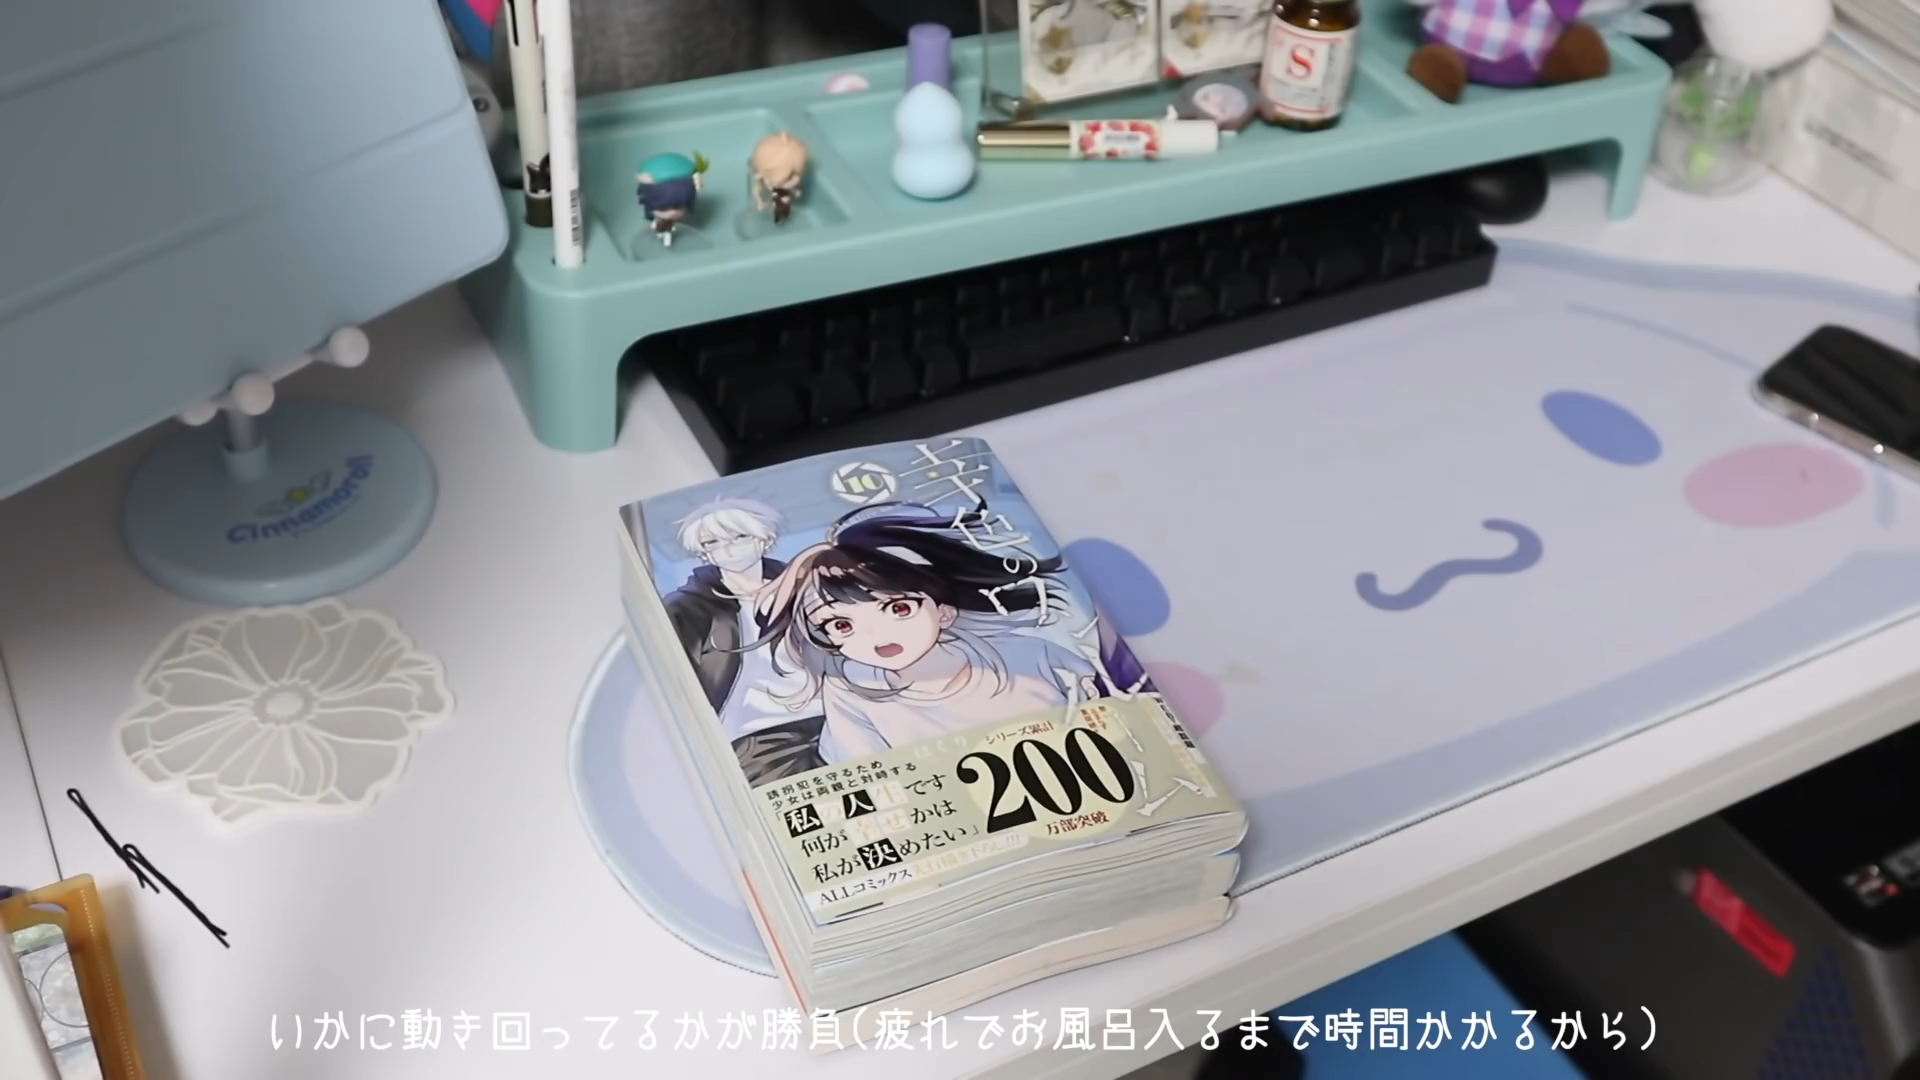 S
cinnamoroll
10
幸色のワンルーム
はくり
シリーズ累計
200
万部突破
誘拐犯を守るため
少女は両親と対峙する
「私の人生です
何が幸せかは
私が決めたい」
ALLコミックス
いかに動き回ってるかが勝負(疲れでお風呂入るまで時間かかるから)